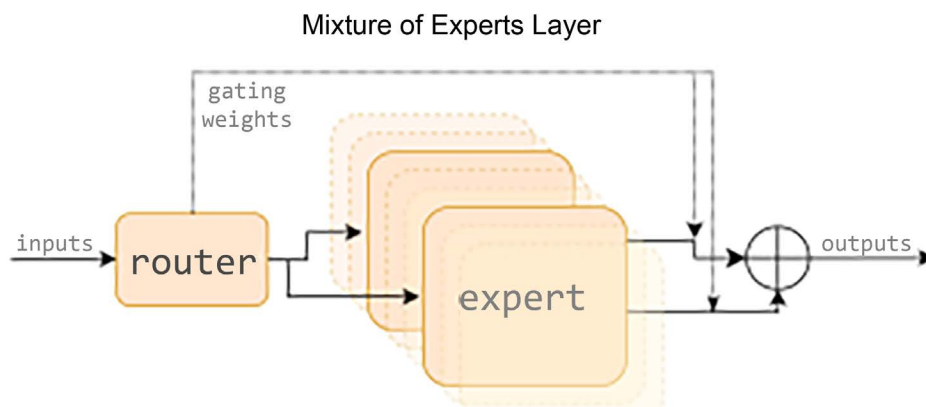 Mixture of Experts Layer
gating
weights
inputs
router
expert
outputs